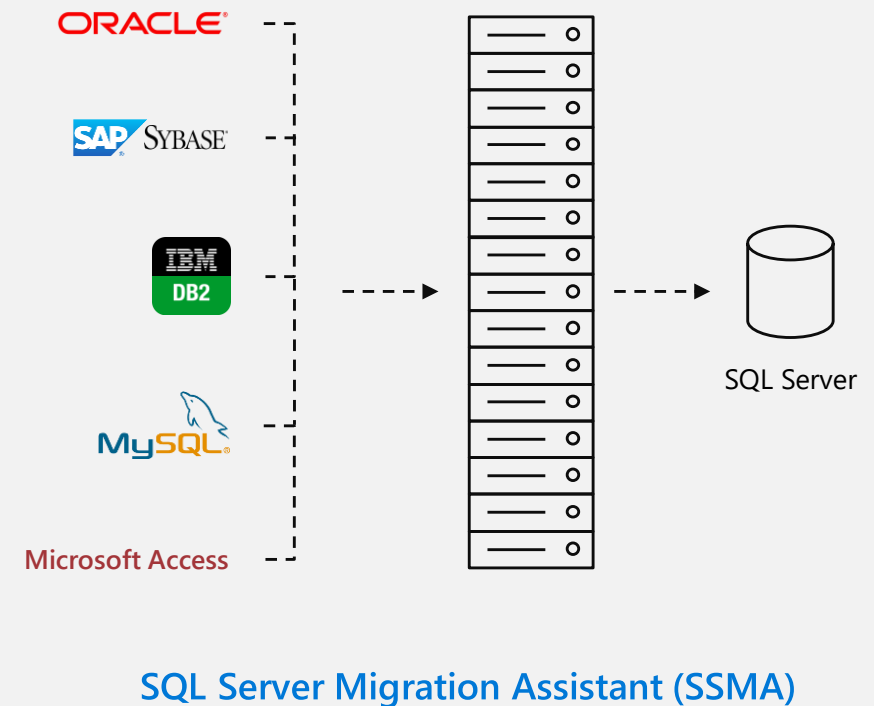 ORACLE®
SAP® SYBASE®
IBM
DB2
MySQL®
Microsoft Access
SQL Server
SQL Server Migration Assistant (SSMA)